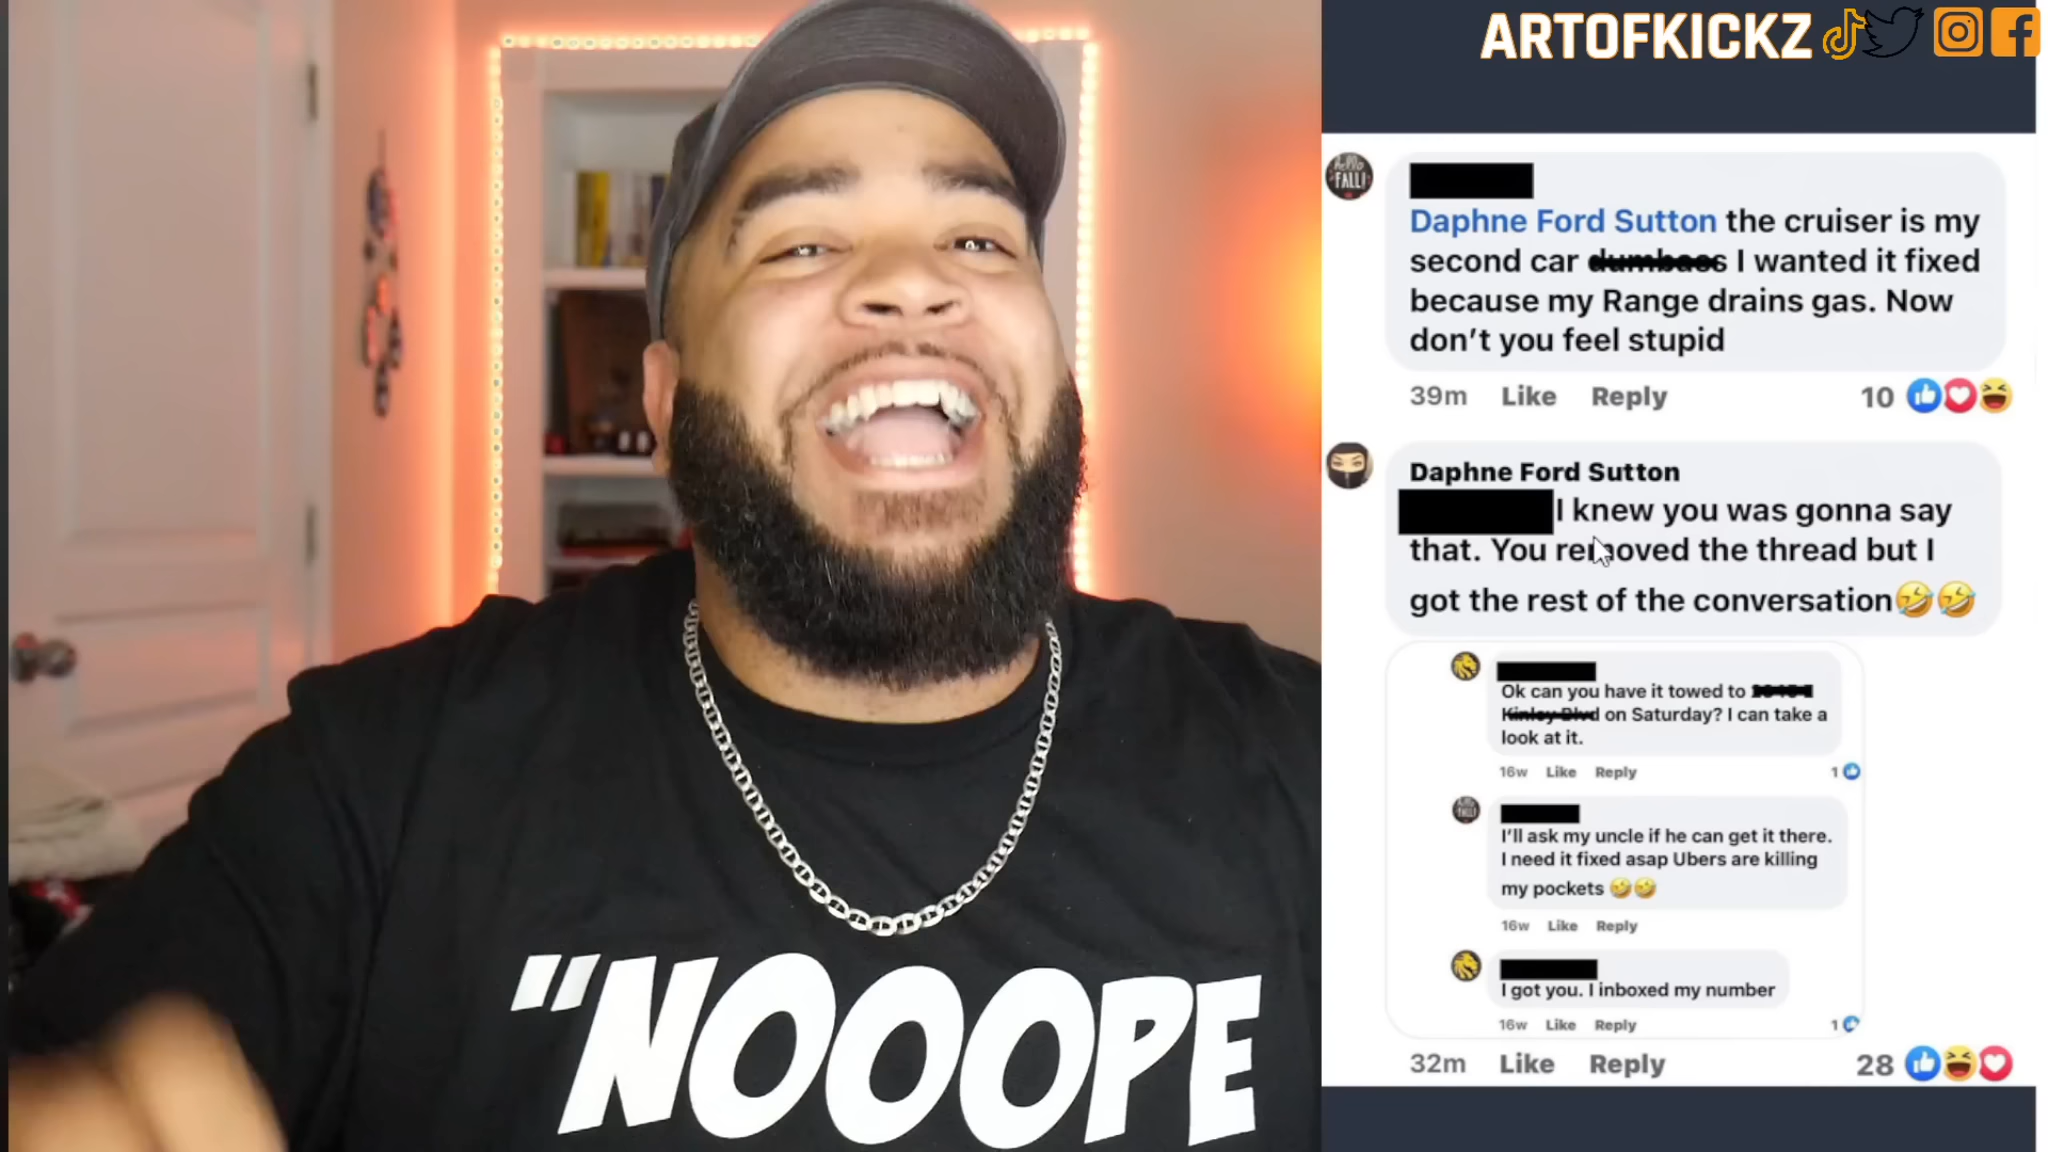 ARTOFKICKZ
Daphne Ford Sutton the cruiser is my
second car dumbass I wanted it fixed
because my Range drains gas. Now
don't you feel stupid
39m Like Reply 10
Daphne Ford Sutton
I knew you was gonna say
that. You removed the thread but I
got the rest of the conversation🤣🤣
Ok can you have it towed to
Kinley Blvd on Saturday? I can take a
look at it.
16w Like Reply 1
I'll ask my uncle if he can get it there.
I need it fixed asap Ubers are killing
my pockets 🤣🤣
16w Like Reply
I got you. I inboxed my number
16w Like Reply 1
32m Like Reply 28
hello
FALL!
"NOOOPE